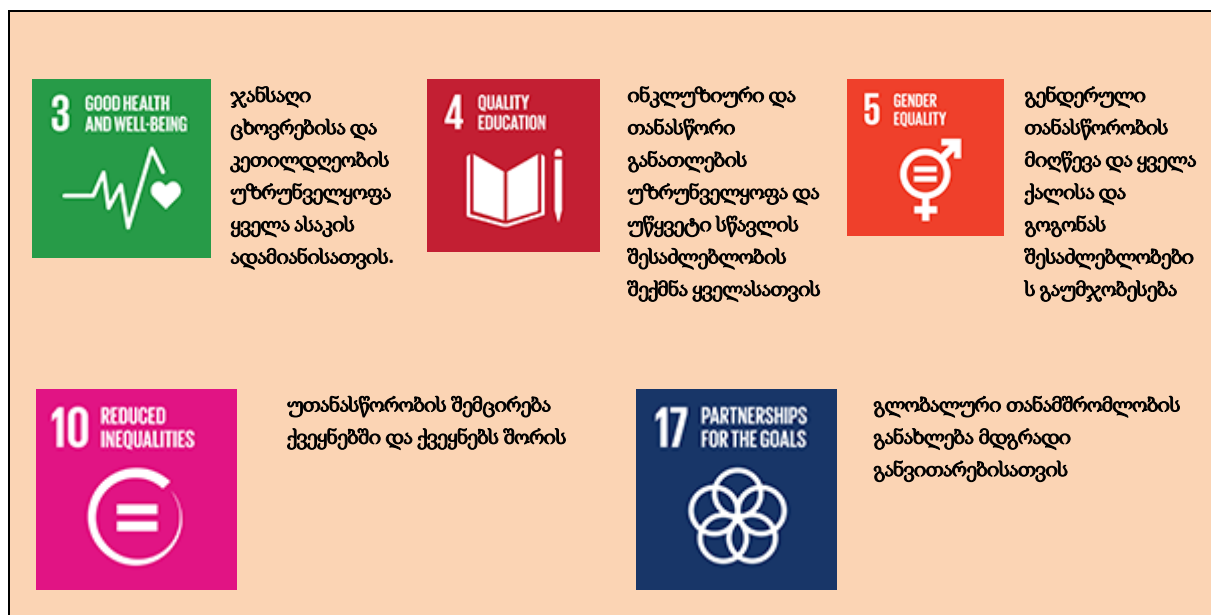 3 GOOD HEALTH
AND WELL-BEING
ჯანსაღი
ცხოვრებისა და
კეთილდღეობის
უზრუნველყოფა
ყველა ასაკის
ადამიანისათვის.
4 QUALITY
EDUCATION
ინკლუზიური და
თანასწორი
განათლების
უზრუნველყოფა და
უწყვეტი სწავლის
შესაძლებლობის
შექმნა ყველასათვის
5 GENDER
EQUALITY
გენდერული
თანასწორობის
მიღწევა და ყველა
ქალისა და
გოგონას
შესაძლებლობები
ს გაუმჯობესება
10 REDUCED
INEQUALITIES
უთანასწორობის შემცირება
ქვეყნებში და ქვეყნებს შორის
17 PARTNERSHIPS
FOR THE GOALS
გლობალური თანამშრომლობის
განახლება მდგრადი
განვითარებისათვის